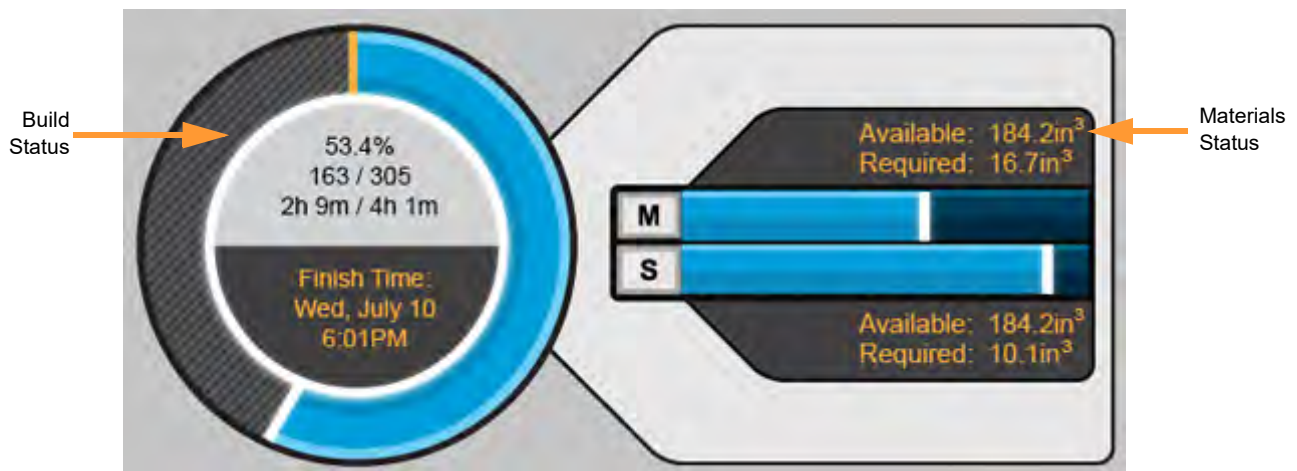 Build
Status
53.4%
163 / 305
2h 9m / 4h 1m
Finish Time:
Wed, July 10
6:01PM
Available: 184.2in³
Required: 16.7in³
M
S
Available: 184.2in³
Required: 10.1in³
Materials
Status